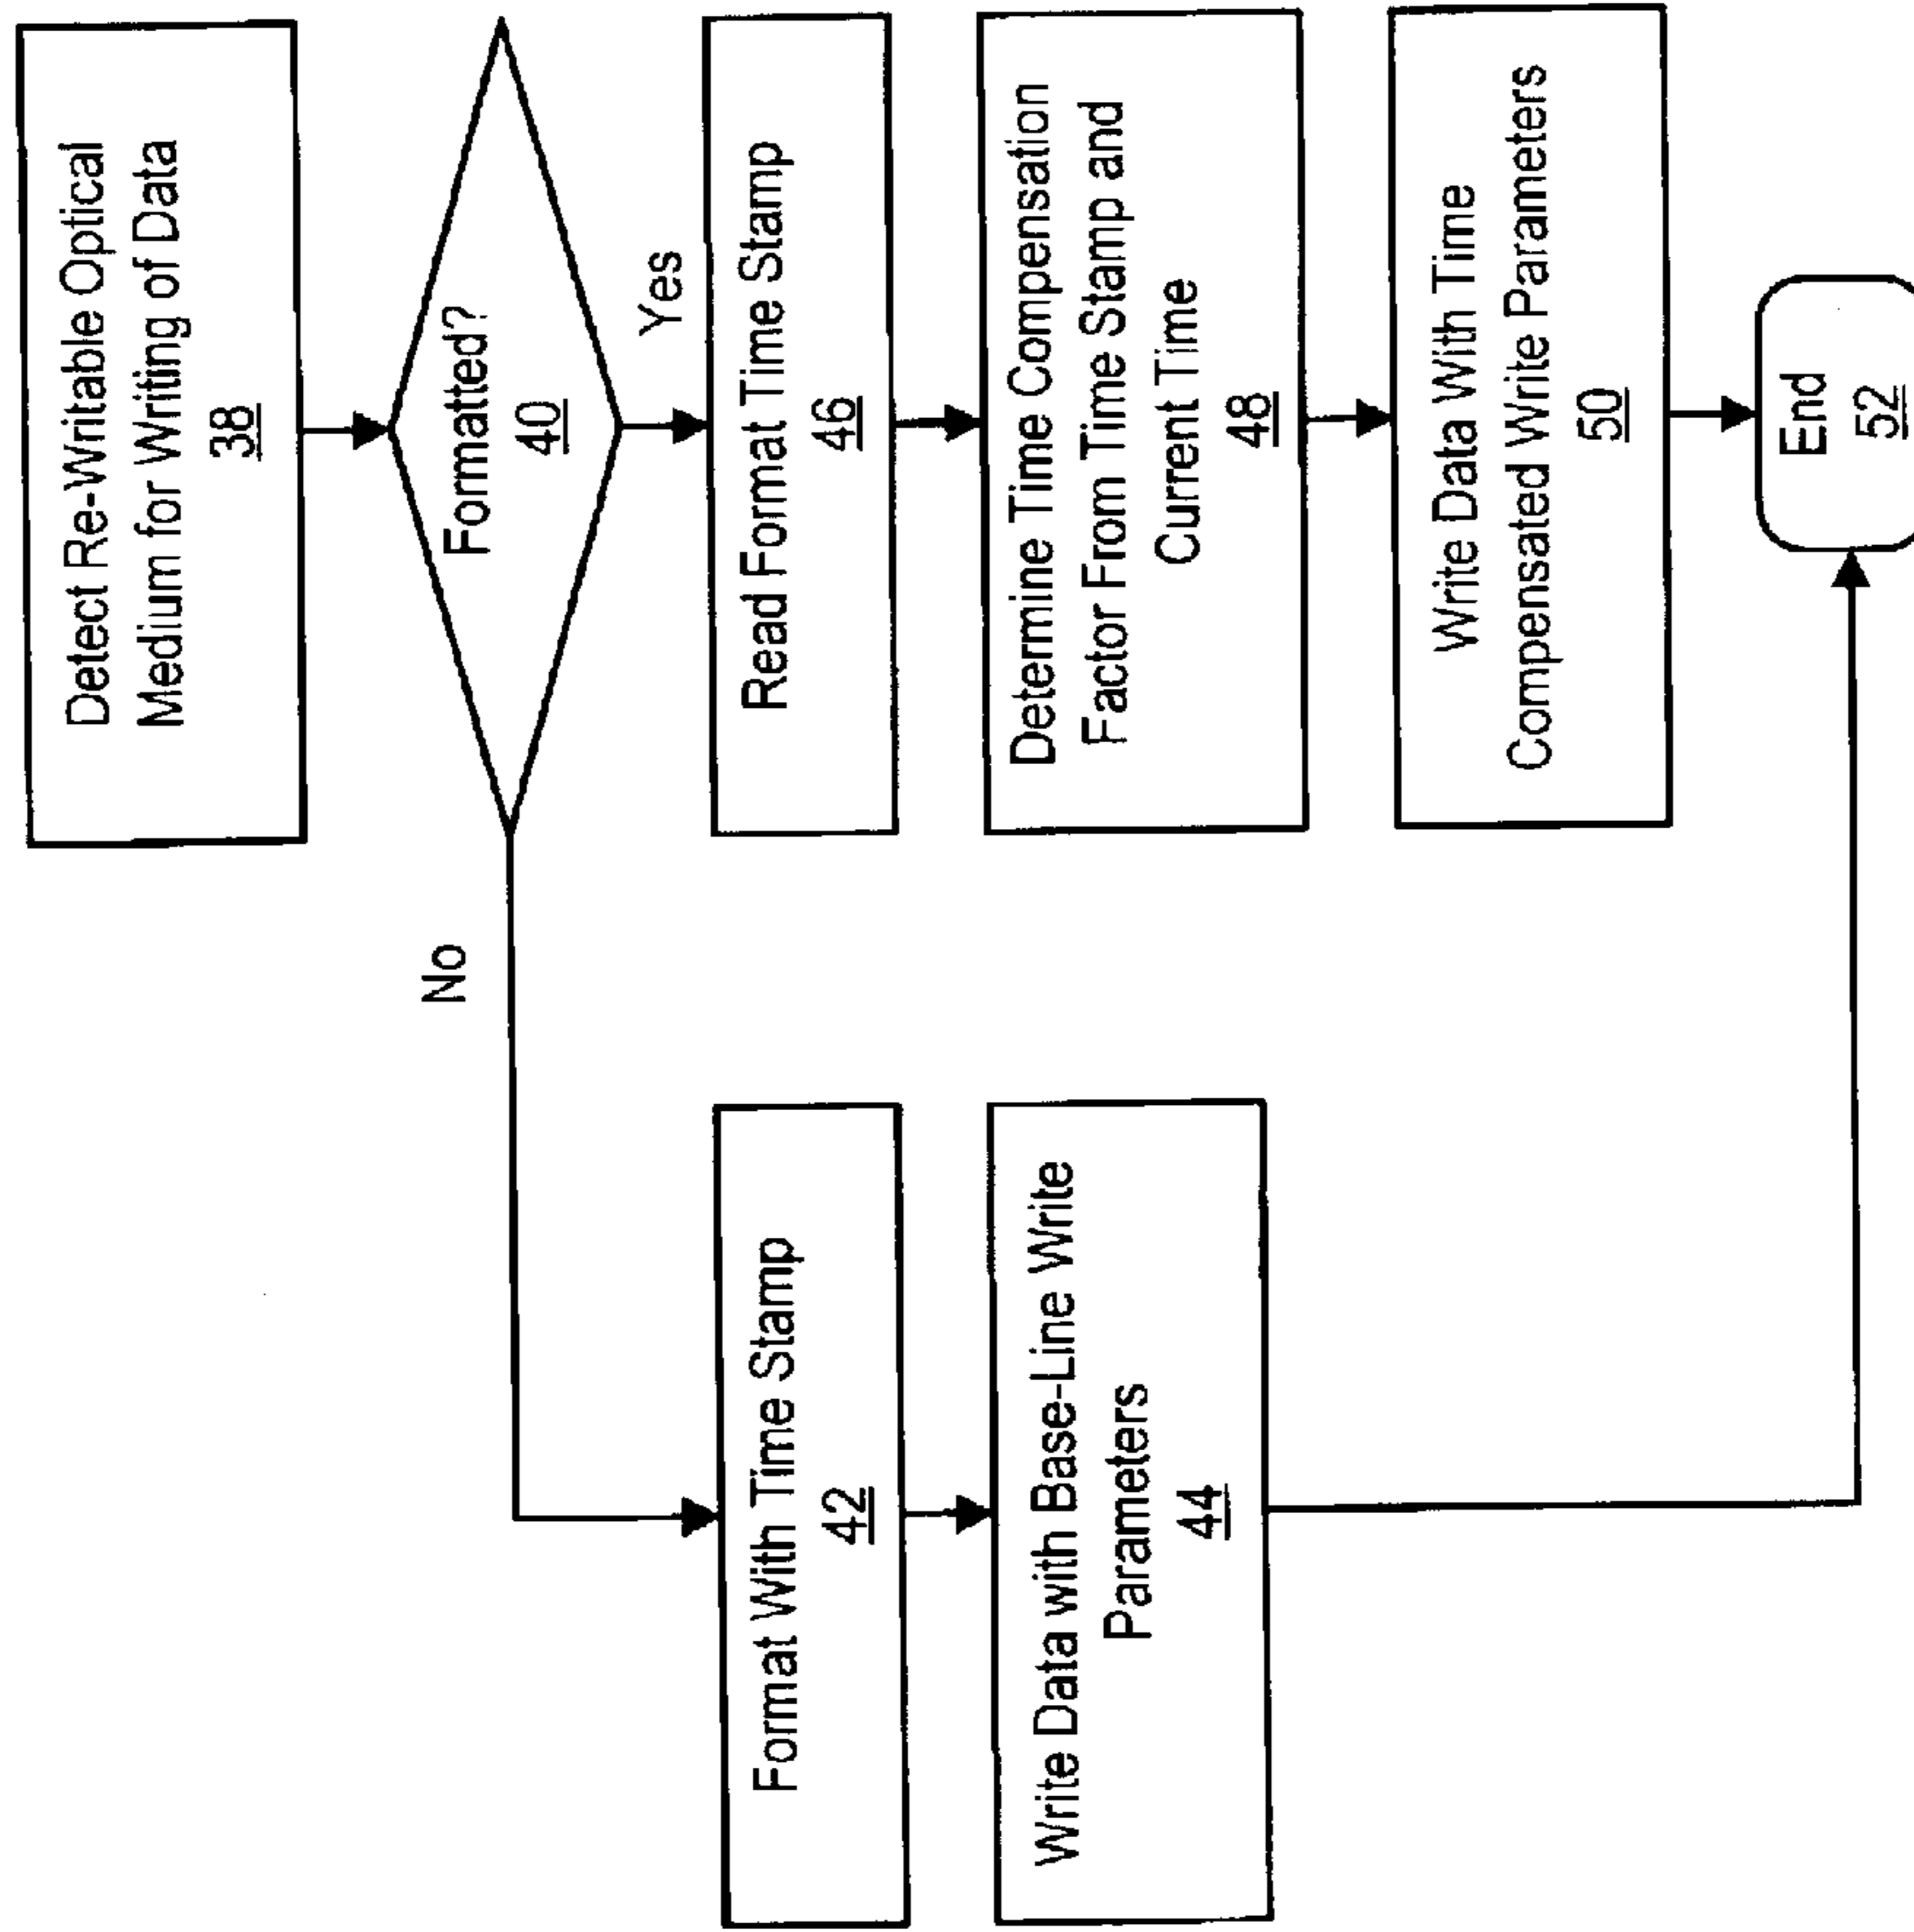 Detect Re-Writable Optical
Medium for Writing of Data
38
Formatted?
40
No
Yes
Format With Time Stamp
42
Write Data with Base-Line Write
Parameters
44
Read Format Time Stamp
46
Determine Time Compensation
Factor From Time Stamp and
Current Time
48
Write Data With Time
Compensated Write Parameters
50
End
52